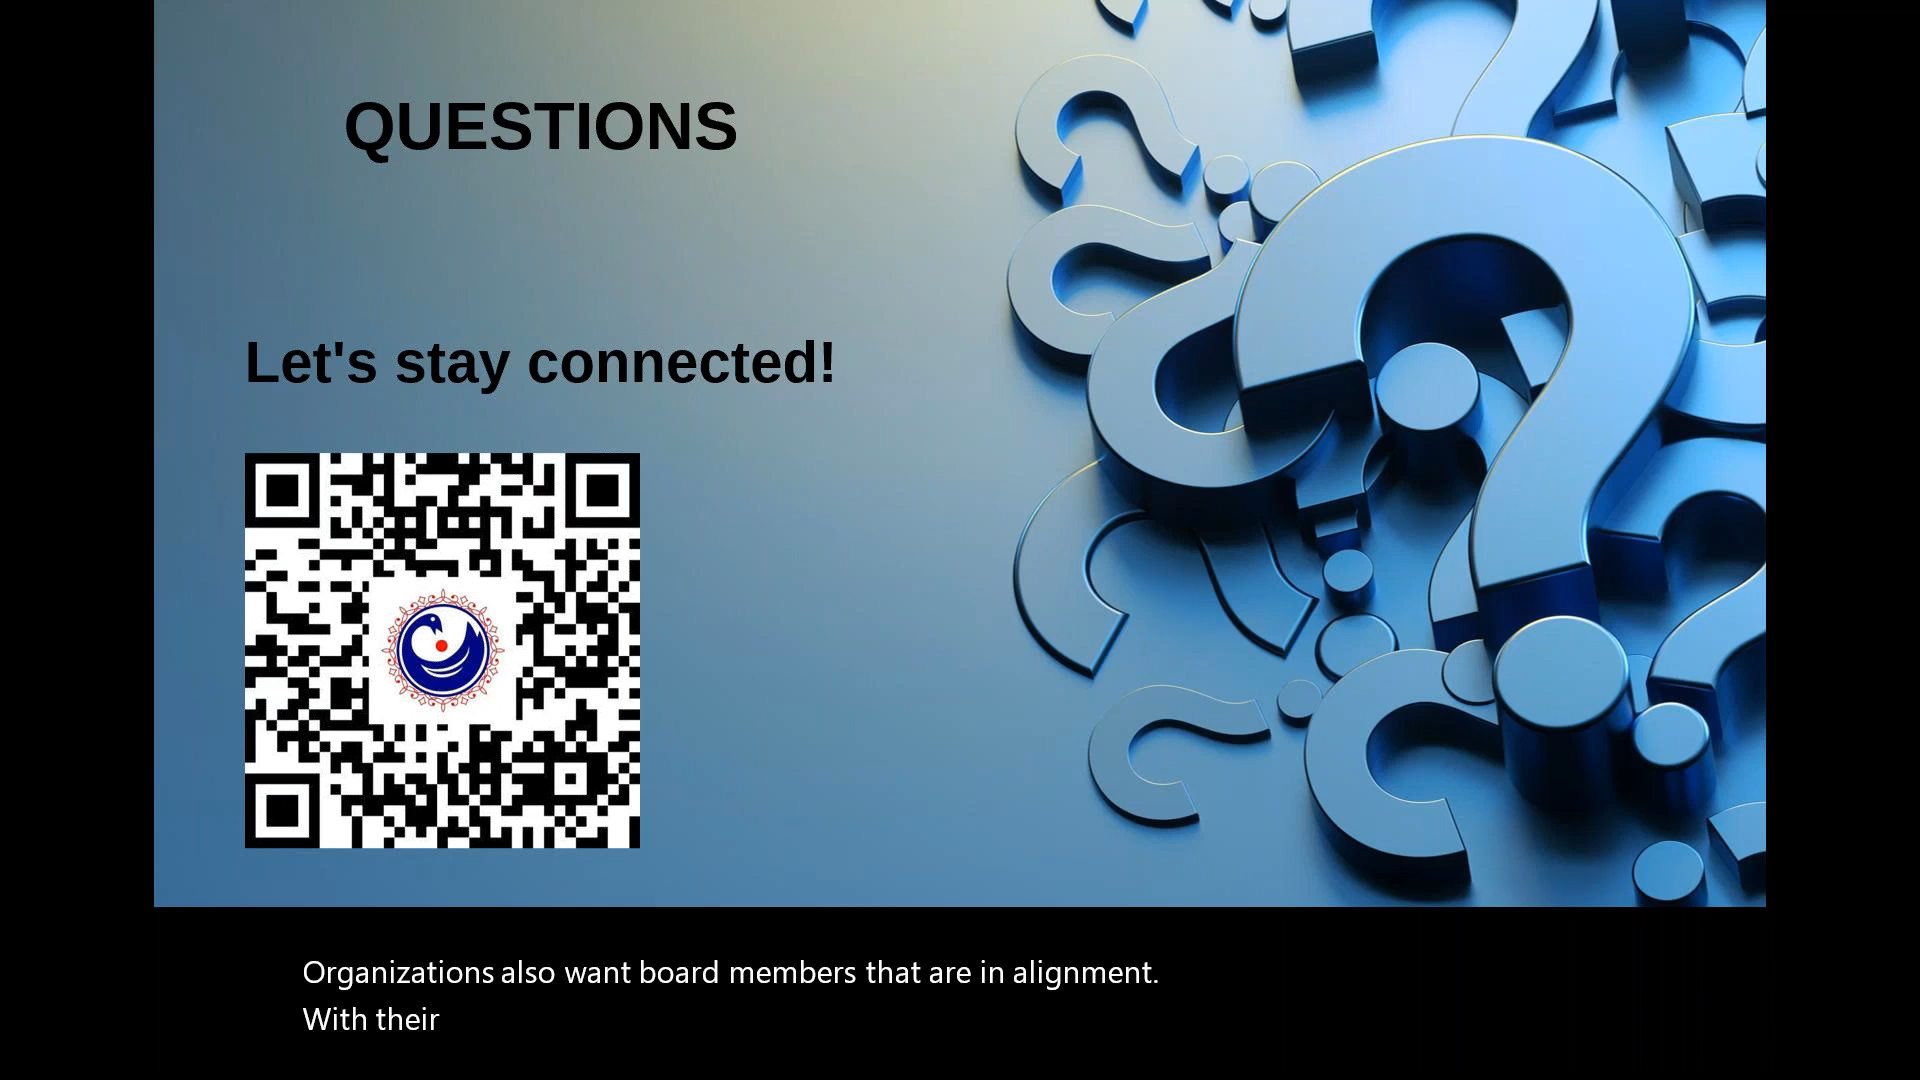 QUESTIONS
Let's stay connected!
Organizations also want board members that are in alignment.
With their